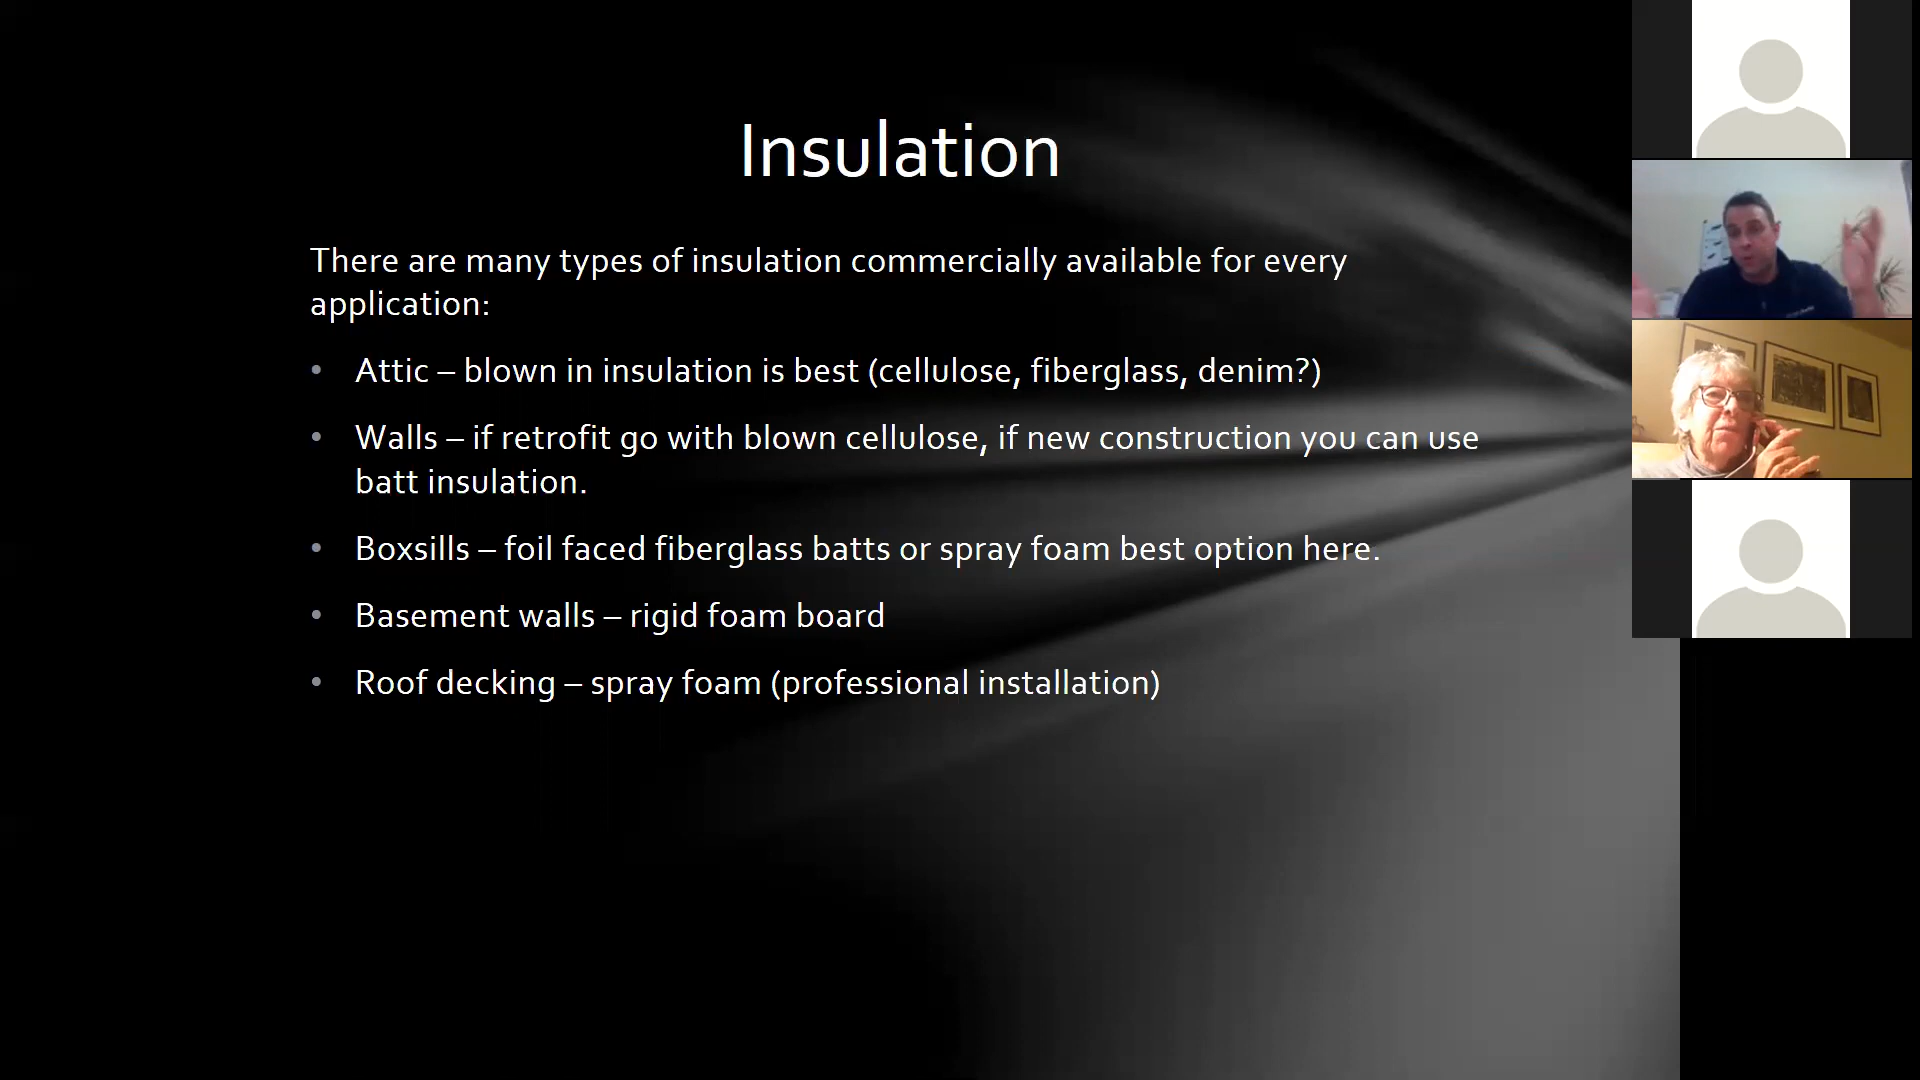 Insulation
There are many types of insulation commercially available for every
application:
• Attic – blown in insulation is best (cellulose, fiberglass, denim?)
• Walls – if retrofit go with blown cellulose, if new construction you can use
batt insulation.
• Boxsills – foil faced fiberglass batts or spray foam best option here.
• Basement walls – rigid foam board
• Roof decking – spray foam (professional installation)